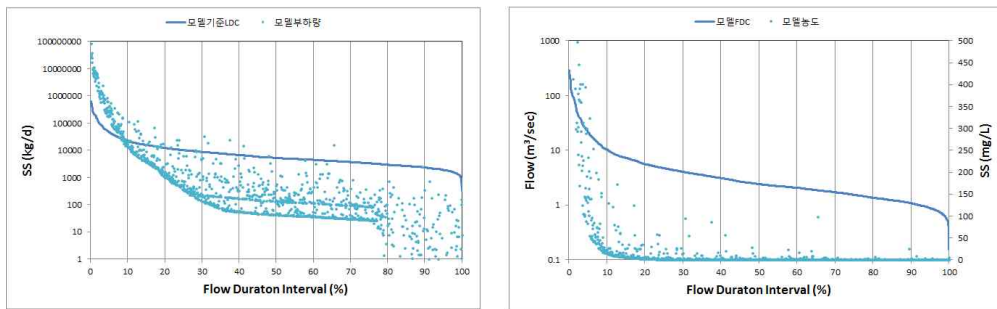 모델기준LDC 모델부하량
100000000
10000000
1000000
100000
10000
1000
100
10
1
SS (kg/d)
0 10 20 30 40 50 60 70 80 90 100
Flow Duraton Interval (%)
모델FDC 모델농도
1000
100
10
1
0.1
Flow (m³/sec)
500
450
400
350
300
250
200
150
100
50
0
SS (mg/L)
0 10 20 30 40 50 60 70 80 90 100
Flow Duraton Interval (%)